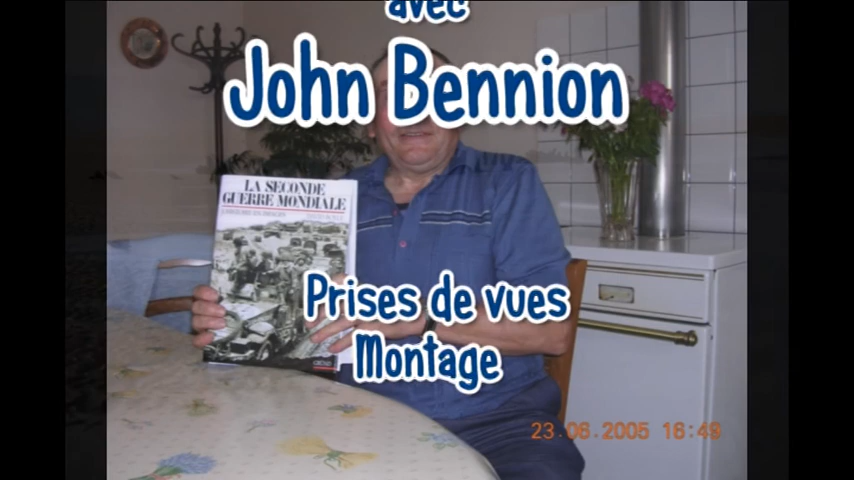 avec
John Bennion
LA SECONDE
GUERRE MONDIALE
Prises de vues
Montage
23.06.2005 16:49